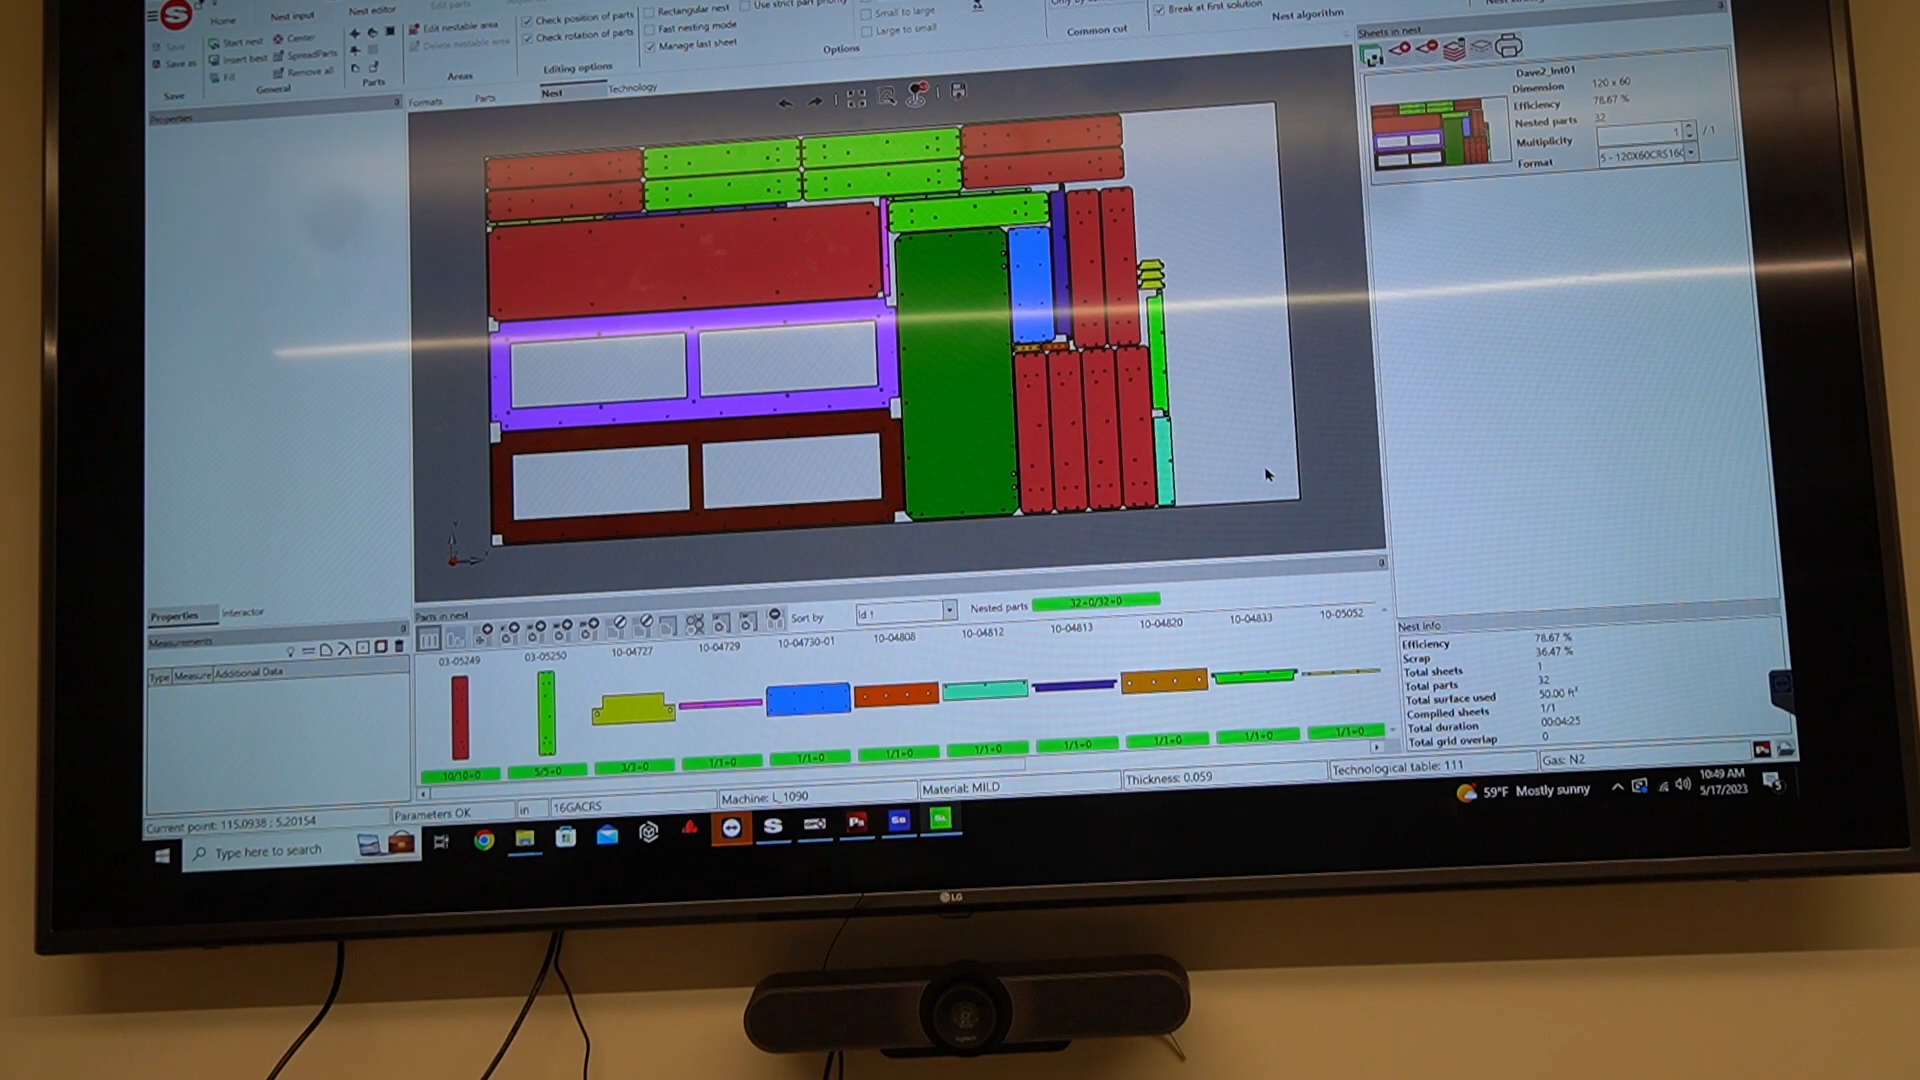 Home
Nest input
Nest editor
Edit parts
Save
Save as
Save
Start nest
Center
Insert best
SpreadParts
Fill
Remove all
General
Parts
Edit nestable area
Delete nestable area
Areas
Check position of parts
Check rotation of parts
Editing options
Rectangular nest
Fast nesting mode
Manage last sheet
Options
Small to large
Large to small
Common cut
Break at first solution
Nest algorithm
Properties
Formats
Parts
Nest
Technology
Sheets in nest
Dave2_Int01
Dimension 120 x 60
Efficiency 78.67 %
Nested parts 32
Multiplicity 1 / 1
Format 5 - 120X60CRS16G
Properties
Interactor
Measurements
Type Measure Additional Data
Parts in nest
Sort by
Id ↑
Nested parts
32=0/32=0
03-05249
03-05250
10-04727
10-04729
10-04730-01
10-04808
10-04812
10-04813
10-04820
10-04833
10-05052
10/10=0
5/5=0
3/3=0
1/1=0
1/1=0
1/1=0
1/1=0
1/1=0
1/1=0
1/1=0
1/1=0
Nest info
Efficiency 78.67 %
Scrap 36.47 %
Total sheets 1
Total parts 32
Total surface used 50.00 ft²
Compiled sheets 1/1
Total duration 00:04:25
Total grid overlap 0
Current point: 115.0938 ; 5.20154
Parameters OK
in
16GACRS
Machine: L_1090
Material: MILD
Thickness: 0.059
Technological table: 111
Gas: N2
Type here to search
59°F Mostly sunny
10:49 AM
5/17/2023
LG
logitech